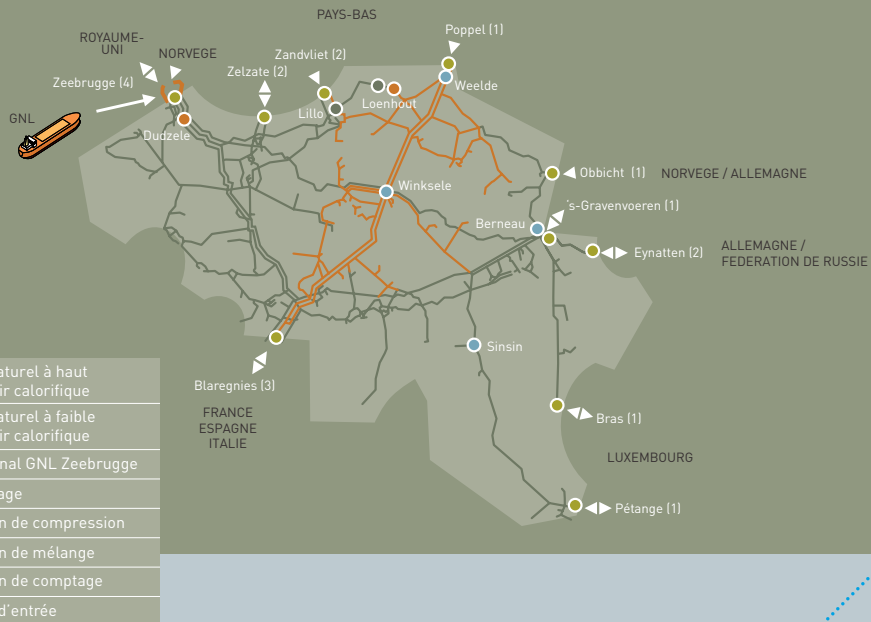 PAYS-BAS
Poppel (1)
ROYAUME-
UNI
NORVEGE
Zandvliet (2)
Zelzate (2)
Zeebrugge (4)
Weelde
Loenhout
Lillo
GNL
Dudzele
Obbicht (1)
NORVEGE / ALLEMAGNE
Winksele
's-Gravenvoeren (1)
Berneau
ALLEMAGNE /
FEDERATION DE RUSSIE
Eynatten (2)
Sinsin
Blaregnies (3)
FRANCE
ESPAGNE
ITALIE
Bras (1)
LUXEMBOURG
Pétange (1)
aturel à haut
ir calorifique
aturel à faible
ir calorifique
nal GNL Zeebrugge
age
n de compression
n de mélange
n de comptage
d'entrée